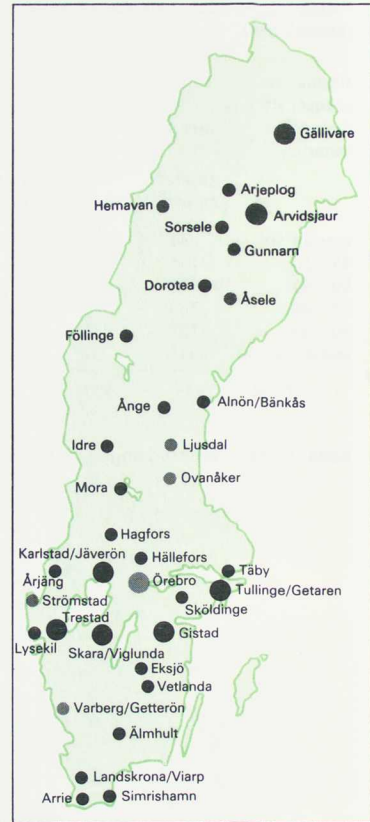 Gällivare
Arjeplog
Hemavan
Arvidsjaur
Sorsele
Gunnarn
Dorotea
Åsele
Föllinge
Alnön/Bänkås
Ånge
Idre
Ljusdal
Ovanåker
Mora
Hagfors
Karlstad/Jäverön
Hällefors
Täby
Årjäng
Örebro
Tullinge/Getaren
Strömstad
Sköldinge
Trestad
Gistad
Lysekil
Skara/Viglunda
Eksjö
Vetlanda
Varberg/Getterön
Älmhult
Landskrona/Viarp
Arrie
Simrishamn